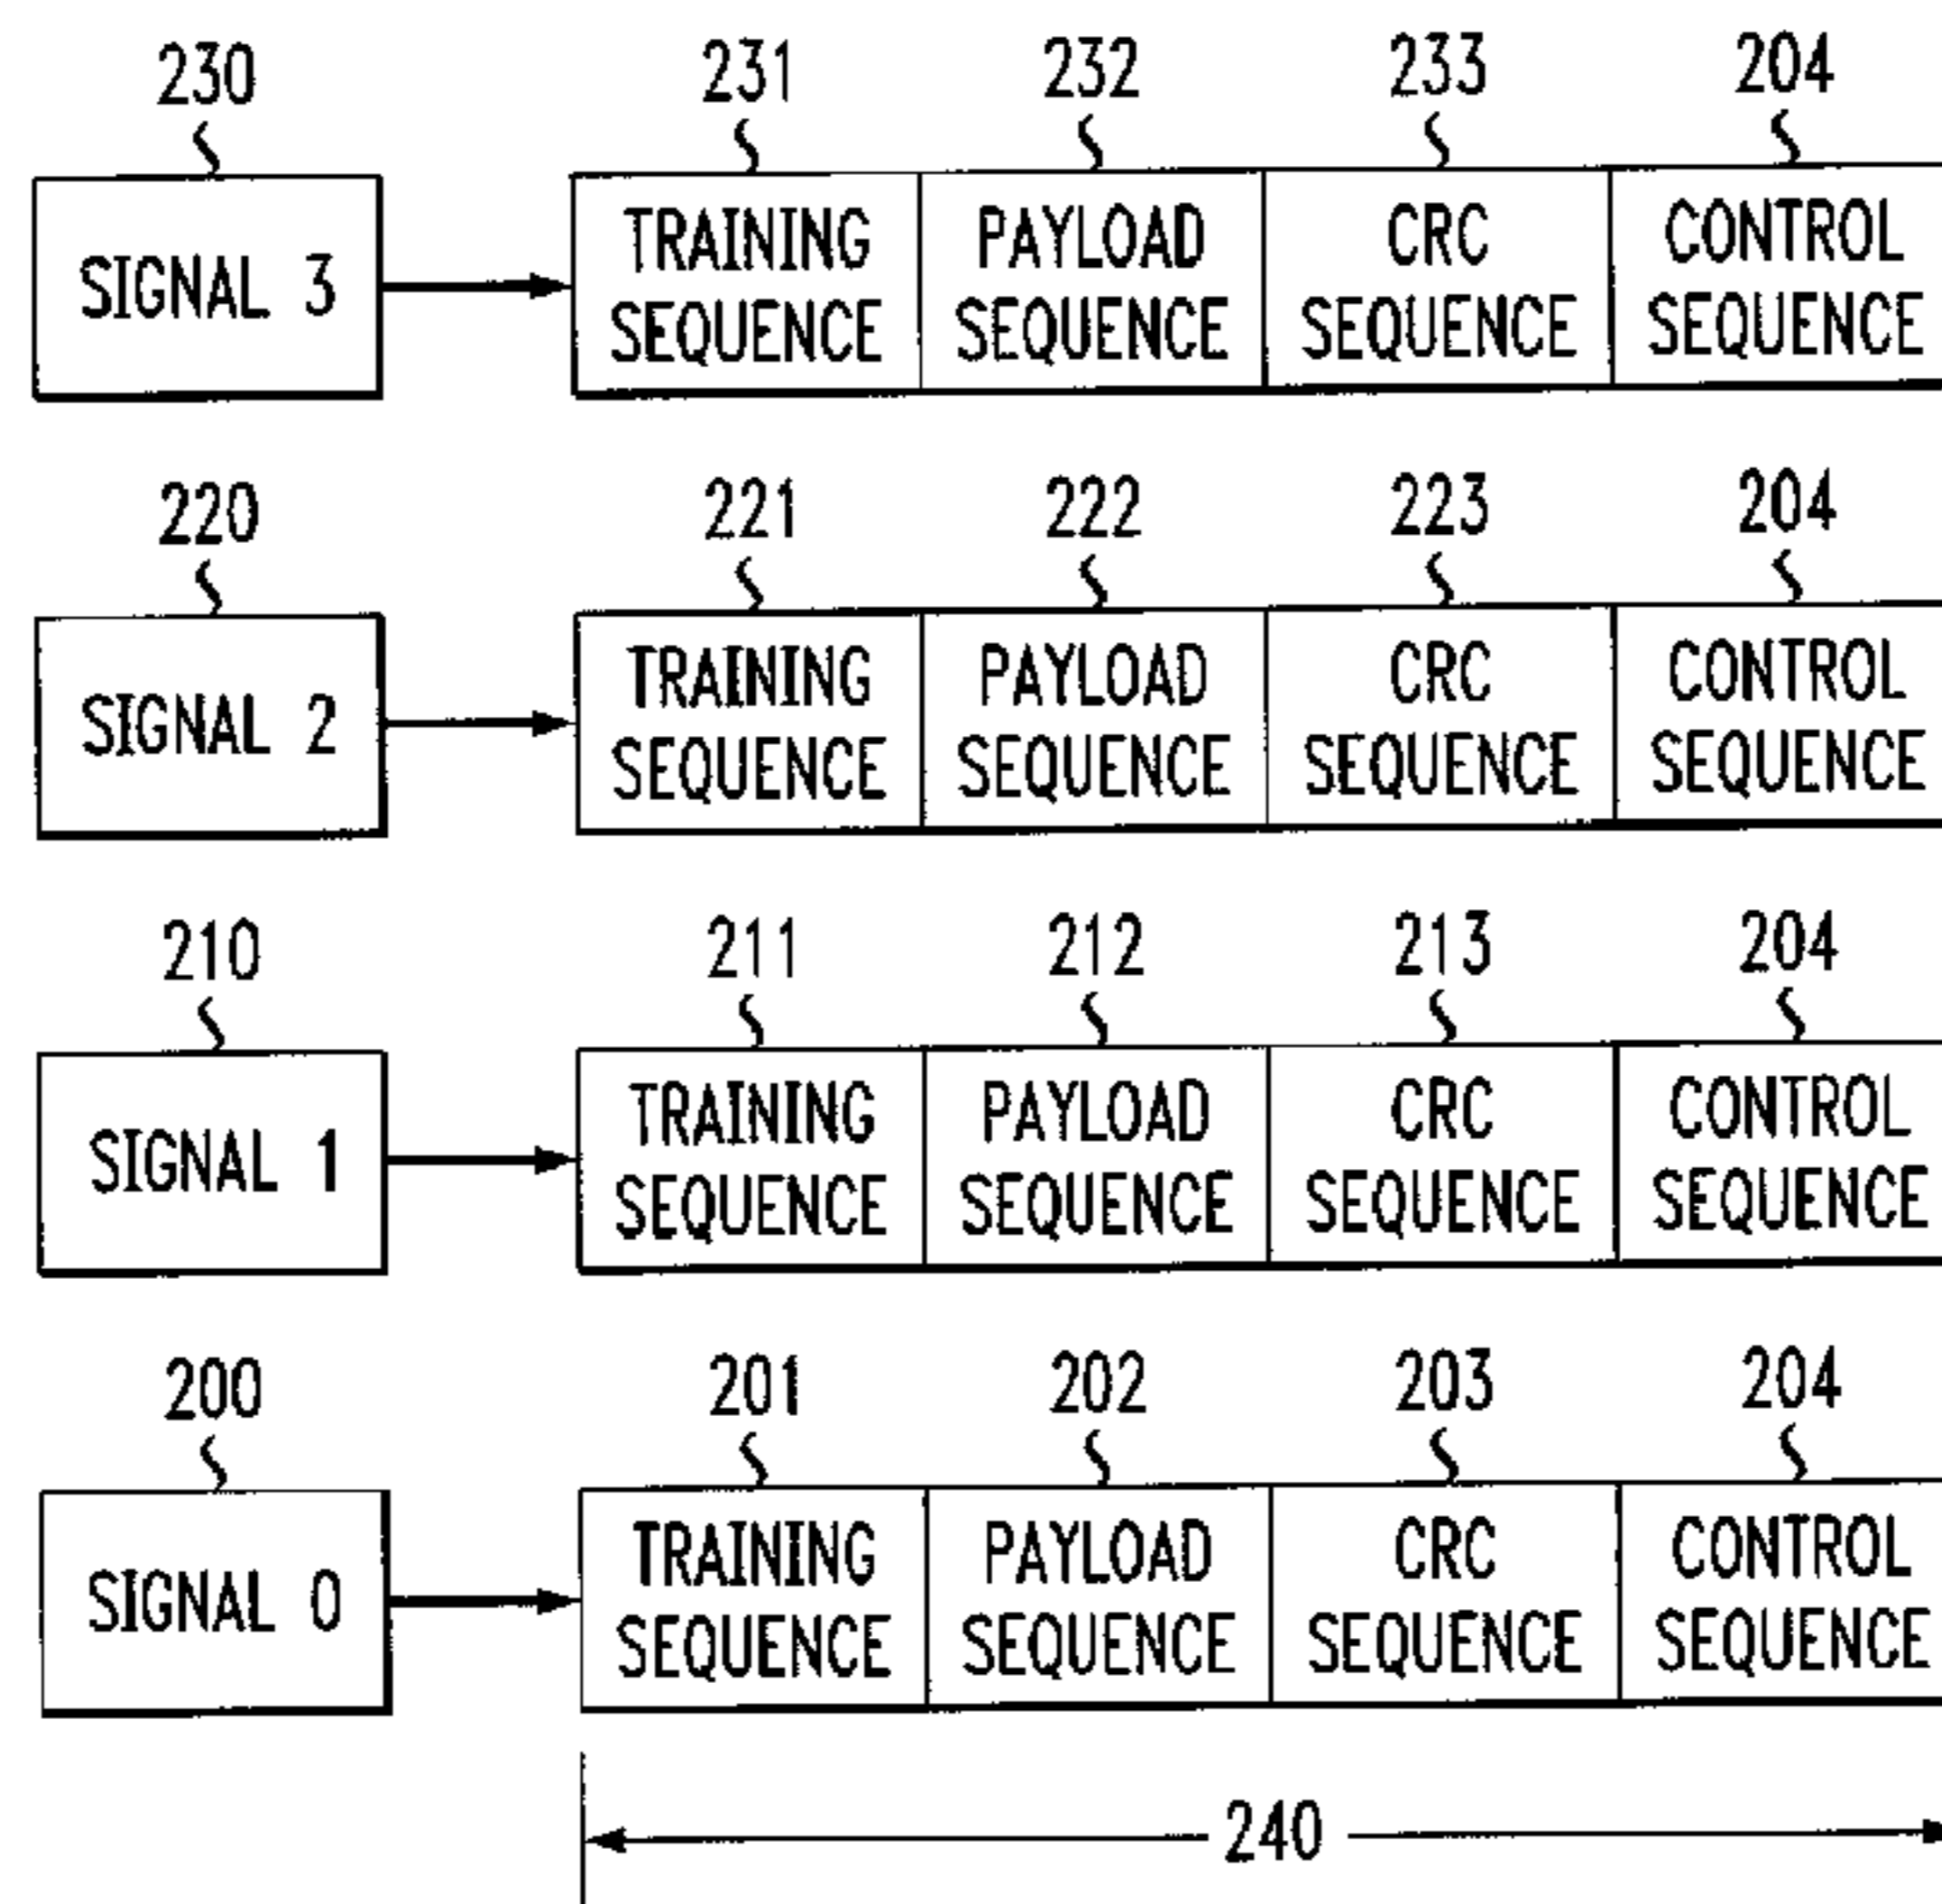 230 231 232 233 204
SIGNAL 3
TRAINING SEQUENCE
PAYLOAD SEQUENCE
CRC SEQUENCE
CONTROL SEQUENCE
220 221 222 223 204
SIGNAL 2
TRAINING SEQUENCE
PAYLOAD SEQUENCE
CRC SEQUENCE
CONTROL SEQUENCE
210 211 212 213 204
SIGNAL 1
TRAINING SEQUENCE
PAYLOAD SEQUENCE
CRC SEQUENCE
CONTROL SEQUENCE
200 201 202 203 204
SIGNAL 0
TRAINING SEQUENCE
PAYLOAD SEQUENCE
CRC SEQUENCE
CONTROL SEQUENCE
240